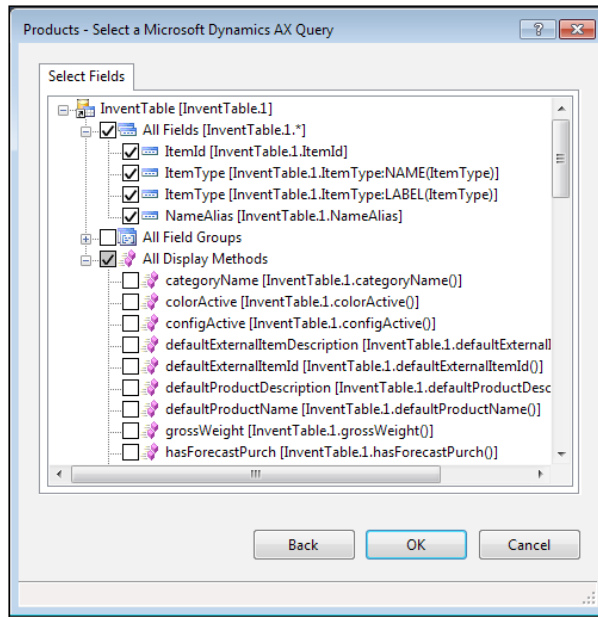 Products - Select a Microsoft Dynamics AX Query
Select Fields
InventTable [InventTable.1]
All Fields [InventTable.1.*]
ItemId [InventTable.1.ItemId]
ItemType [InventTable.1.ItemType:NAME(ItemType)]
ItemType [InventTable.1.ItemType:LABEL(ItemType)]
NameAlias [InventTable.1.NameAlias]
All Field Groups
All Display Methods
categoryName [InventTable.1.categoryName()]
colorActive [InventTable.1.colorActive()]
configActive [InventTable.1.configActive()]
defaultExternalItemDescription [InventTable.1.defaultExternalI
defaultExternalItemId [InventTable.1.defaultExternalItemId()]
defaultProductDescription [InventTable.1.defaultProductDesc
defaultProductName [InventTable.1.defaultProductName()]
grossWeight [InventTable.1.grossWeight()]
hasForecastPurch [InventTable.1.hasForecastPurch()]
Back OK Cancel